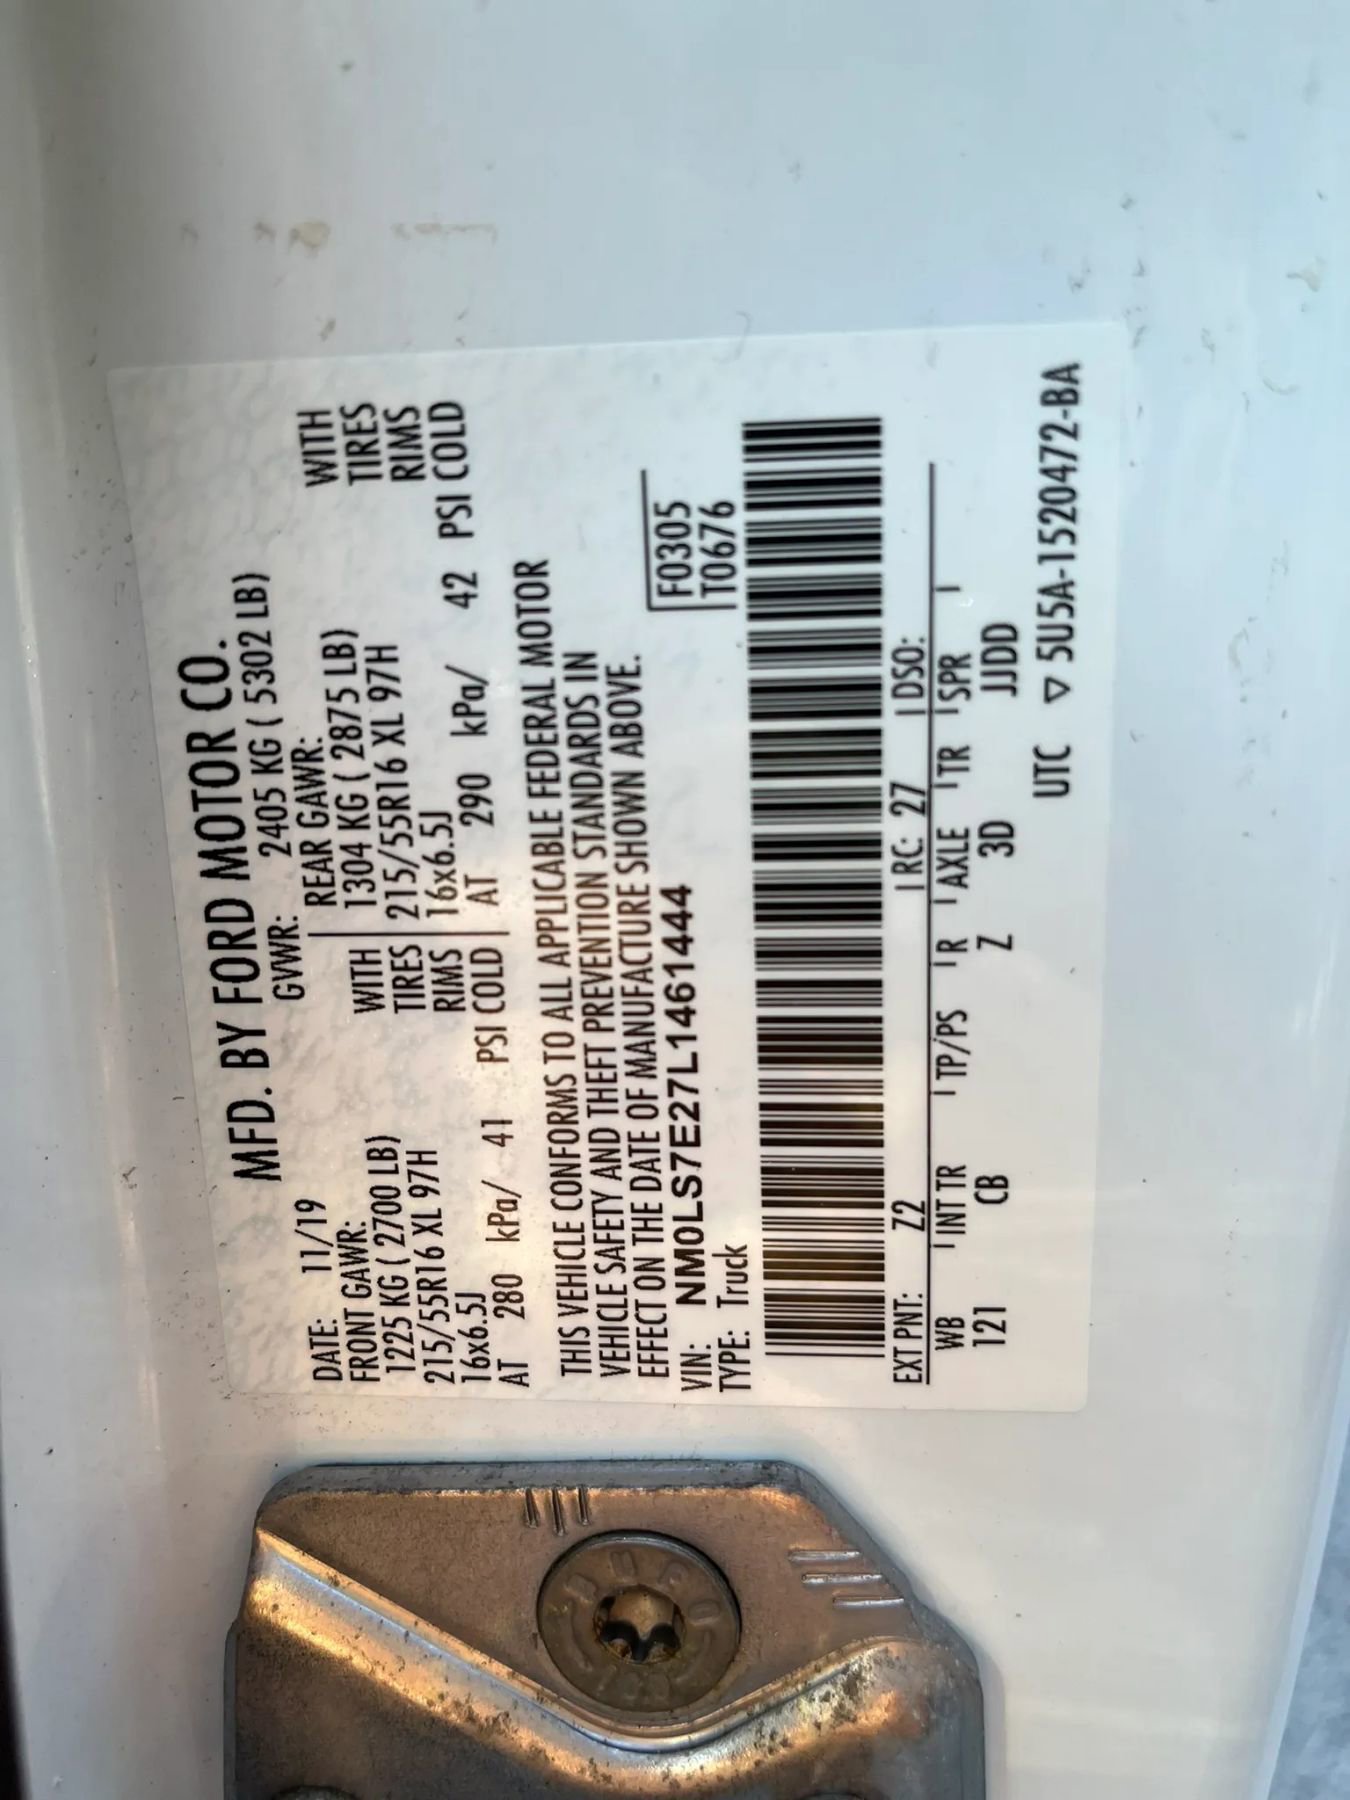 MFD. BY FORD MOTOR CO.
DATE: 11/19 GVWR: 2405 KG ( 5302 LB)
FRONT GAWR: REAR GAWR:
1225 KG ( 2700 LB) WITH 1304 KG ( 2875 LB) WITH
215/55R16 XL 97H TIRES 215/55R16 XL 97H TIRES
16x6.5J RIMS 16x6.5J RIMS
AT 280 kPa/ 41 PSI COLD AT 290 kPa/ 42 PSI COLD
THIS VEHICLE CONFORMS TO ALL APPLICABLE FEDERAL MOTOR
VEHICLE SAFETY AND THEFT PREVENTION STANDARDS IN
EFFECT ON THE DATE OF MANUFACTURE SHOWN ABOVE.
VIN: NM0LS7E27L1461444 F0305
TYPE: Truck T0676
EXT PNT: Z2 RC: 27 DSO:
WB INT TR TP/PS R AXLE TR SPR
121 CB Z 3D JJDD
UTC ▽ 5U5A-1520472-BA